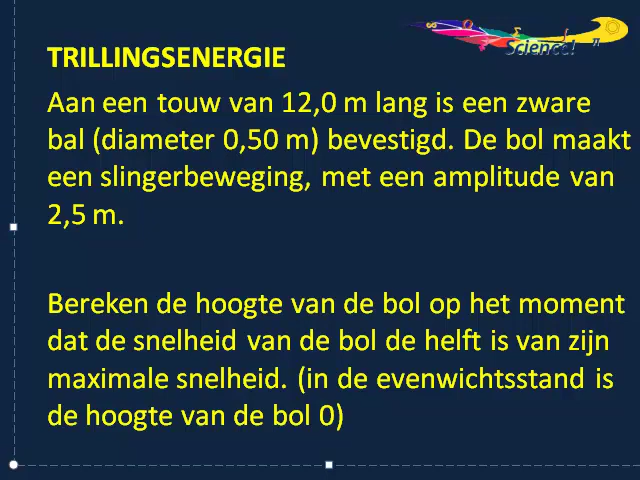 Science!
TRILLINGSENERGIE
Aan een touw van 12,0 m lang is een zware
bal (diameter 0,50 m) bevestigd. De bol maakt
een slingerbeweging, met een amplitude van
2,5 m.
Bereken de hoogte van de bol op het moment
dat de snelheid van de bol de helft is van zijn
maximale snelheid. (in de evenwichtsstand is
de hoogte van de bol 0)